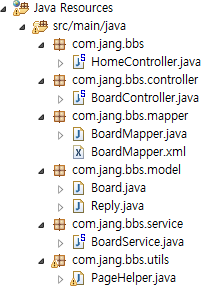 Java Resources
src/main/java
com.jang.bbs
HomeController.java
com.jang.bbs.controller
BoardController.java
com.jang.bbs.mapper
BoardMapper.java
BoardMapper.xml
com.jang.bbs.model
Board.java
Reply.java
com.jang.bbs.service
BoardService.java
com.jang.bbs.utils
PageHelper.java